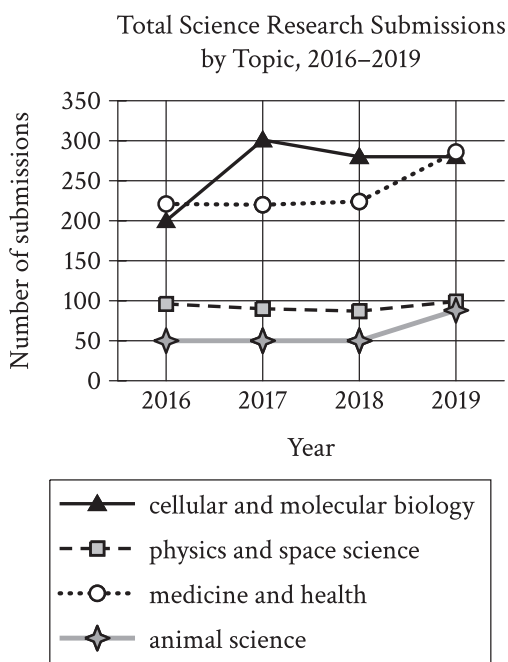 Total Science Research Submissions
by Topic, 2016–2019
Number of submissions
350
300
250
200
150
100
50
0
2016 2017 2018 2019
Year
cellular and molecular biology
physics and space science
medicine and health
animal science